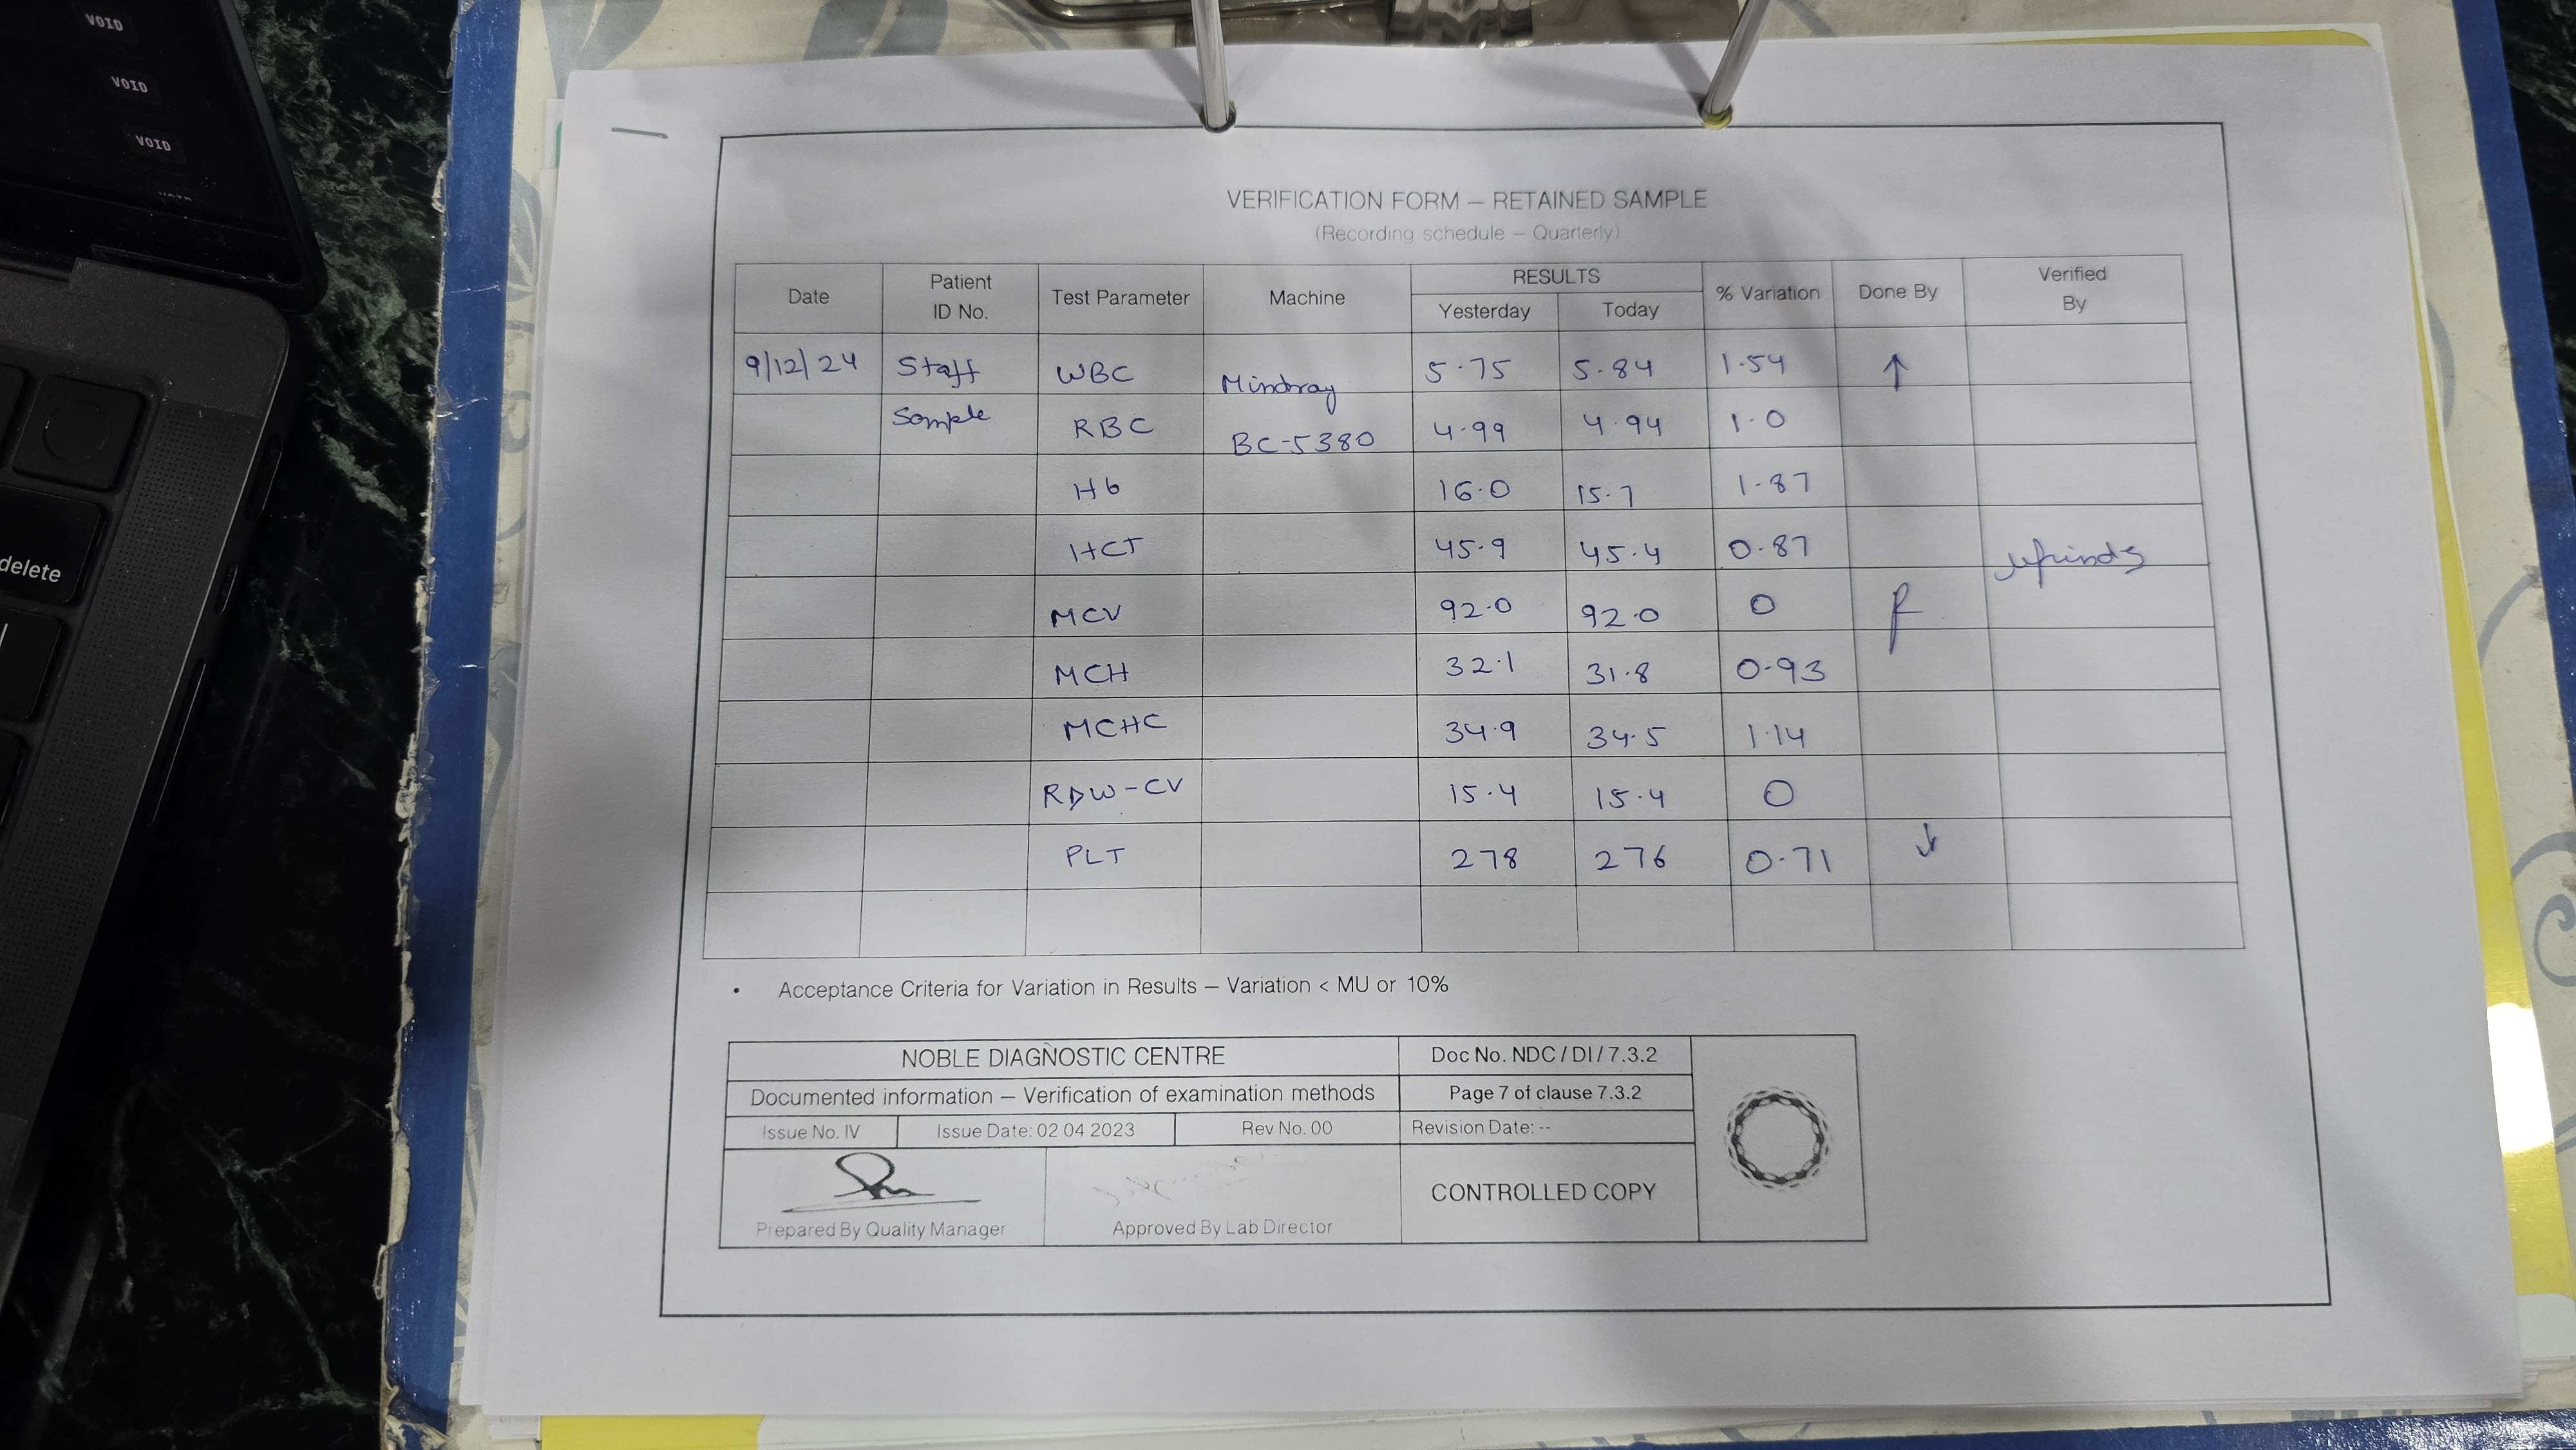 VOID
VOID
VOID
VOID
delete
VERIFICATION FORM – RETAINED SAMPLE
(Recording schedule – Quarterly)
Date Patient ID No. Test Parameter Machine RESULTS Yesterday Today % Variation Done By Verified By
9/12/24 Staff WBC Mindray 5.75 5.84 1.54 ↑
Sample RBC BC-5380 4.99 4.94 1.0
Hb 16.0 15.7 1.87
HCT 45.9 45.4 0.87
MCV 92.0 92.0 0
MCH 32.1 31.8 0.93
MCHC 34.9 34.5 1.14
RDW-CV 15.4 15.4 0
PLT 278 276 0.71 ↓
• Acceptance Criteria for Variation in Results – Variation < MU or 10%
NOBLE DIAGNOSTIC CENTRE Doc No. NDC / DI / 7.3.2
Documented information – Verification of examination methods Page 7 of clause 7.3.2
Issue No. IV Issue Date: 02 04 2023 Rev No. 00 Revision Date: --
CONTROLLED COPY
Prepared By Quality Manager Approved By Lab Director